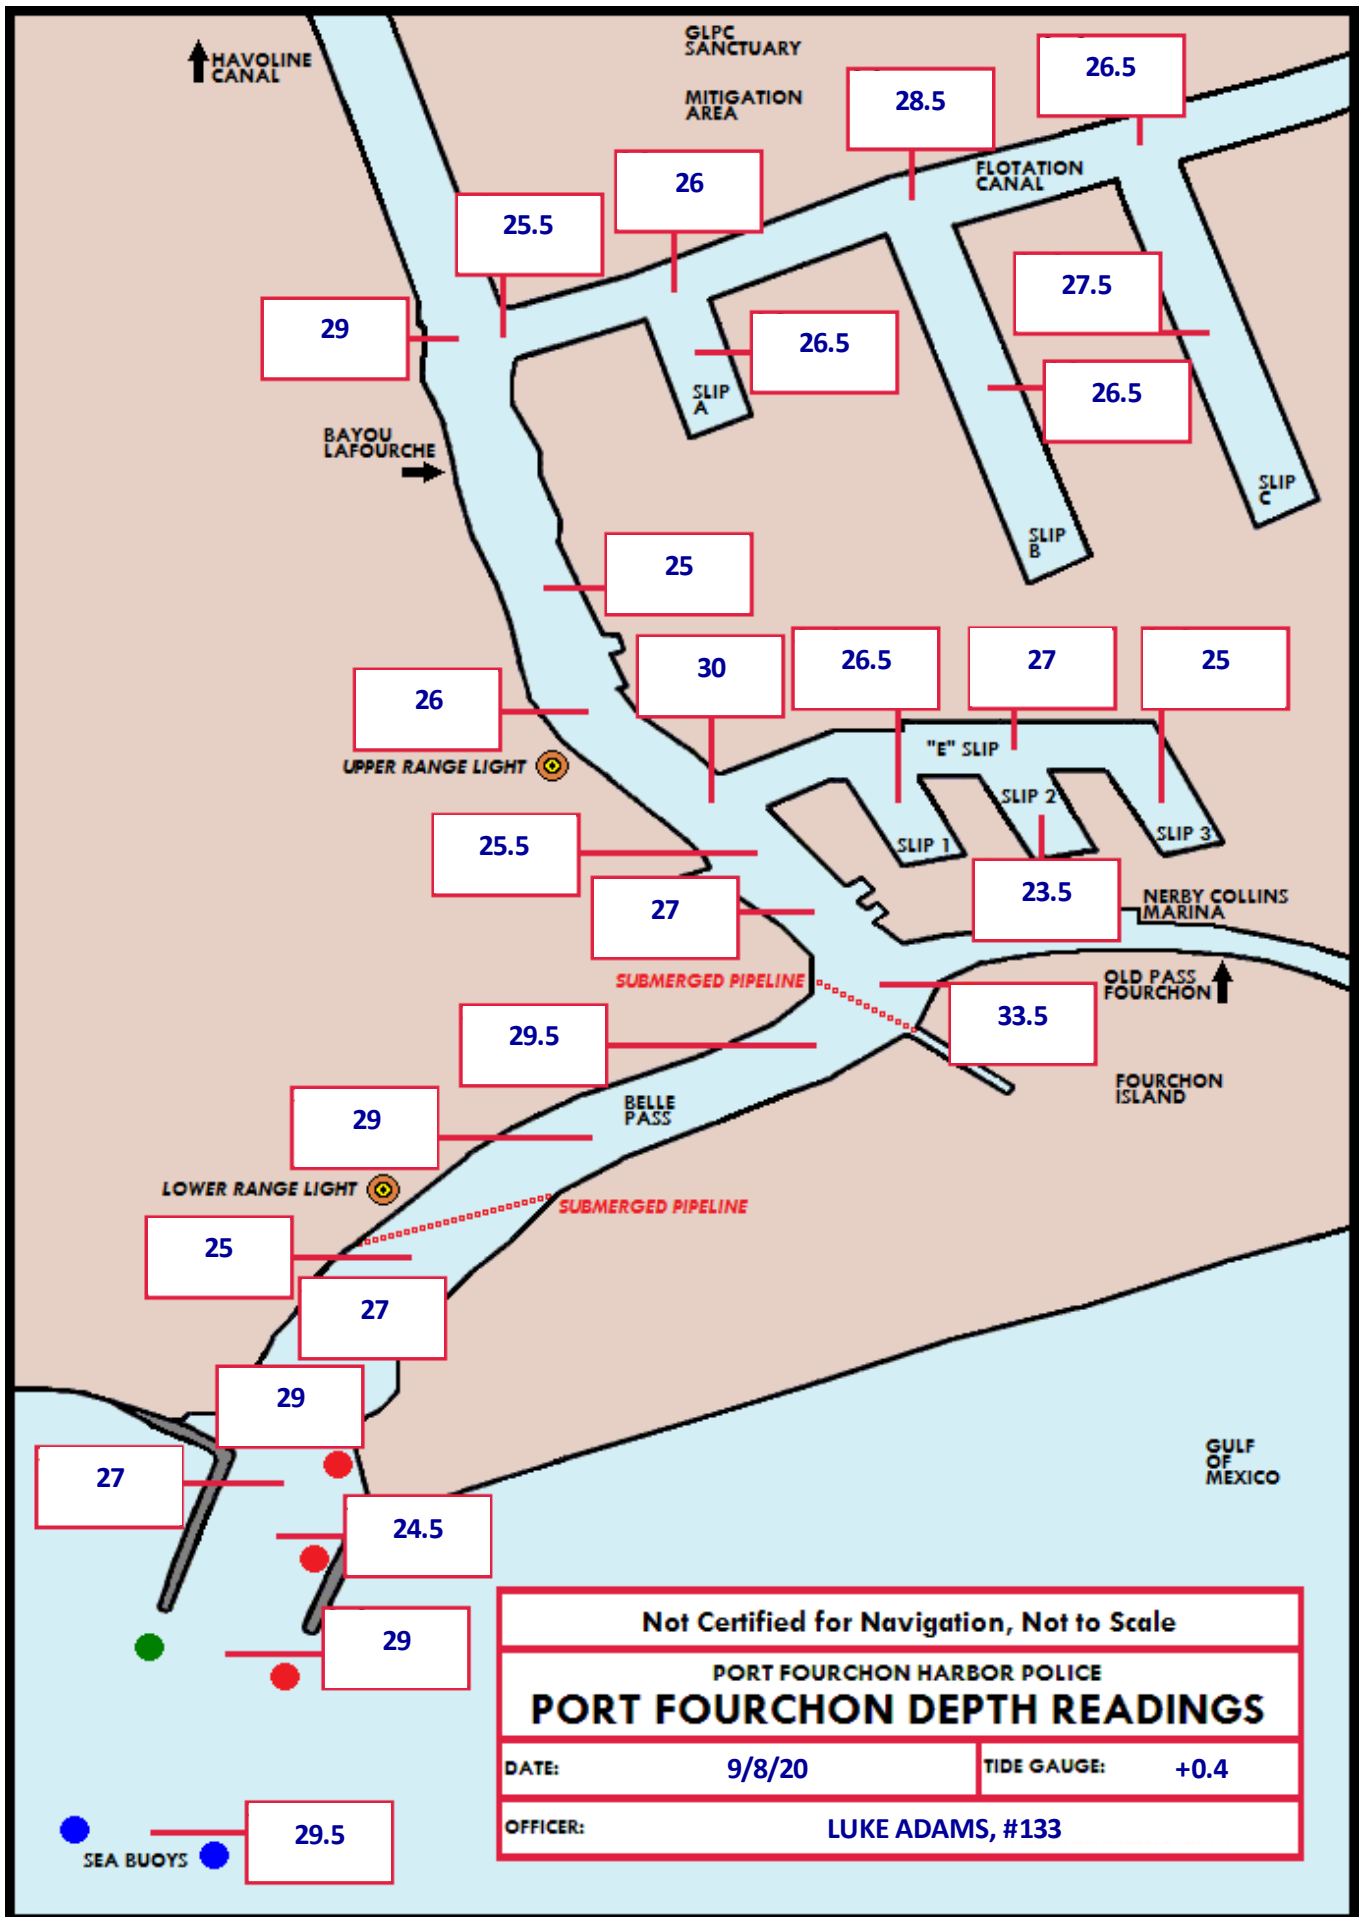 GLPC
SANCTUARY
MITIGATION
AREA
HAVOLINE
CANAL
26.5
28.5
FLOTATION
CANAL
26
25.5
27.5
29
26.5
26.5
SLIP
A
BAYOU
LAFOURCHE
SLIP
C
SLIP
B
25
30
26.5
27
25
26
"E" SLIP
UPPER RANGE LIGHT
SLIP 2
SLIP 1
SLIP 3
25.5
27
23.5
NERBY COLLINS
MARINA
SUBMERGED PIPELINE
OLD PASS
FOURCHON
33.5
29.5
FOURCHON
ISLAND
BELLE
PASS
29
LOWER RANGE LIGHT
SUBMERGED PIPELINE
25
27
29
GULF
OF
MEXICO
27
24.5
29
Not Certified for Navigation, Not to Scale
PORT FOURCHON HARBOR POLICE
PORT FOURCHON DEPTH READINGS
DATE: 9/8/20 TIDE GAUGE: +0.4
OFFICER: LUKE ADAMS, #133
29.5
SEA BUOYS